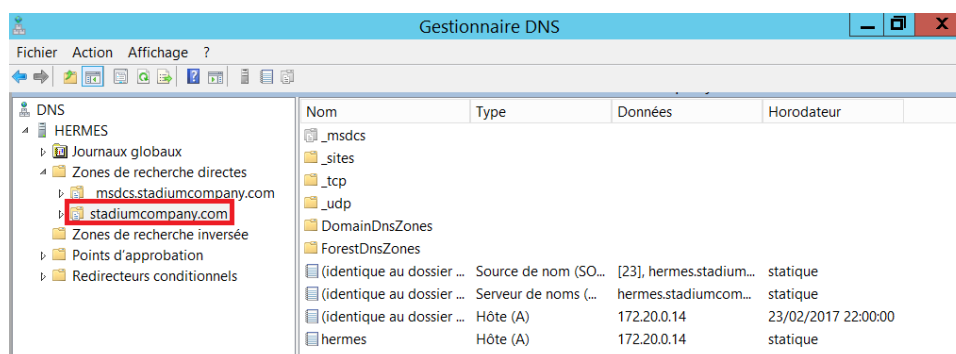 Gestionnaire DNS
Fichier Action Affichage ?
DNS
HERMES
Journaux globaux
Zones de recherche directes
_msdcs.stadiumcompany.com
stadiumcompany.com
Zones de recherche inversée
Points d'approbation
Redirecteurs conditionnels
Nom Type Données Horodateur
_msdcs
_sites
_tcp
_udp
DomainDnsZones
ForestDnsZones
(identique au dossier ... Source de nom (SO... [23], hermes.stadium... statique
(identique au dossier ... Serveur de noms (... hermes.stadiumcom... statique
(identique au dossier ... Hôte (A) 172.20.0.14 23/02/2017 22:00:00
hermes Hôte (A) 172.20.0.14 statique